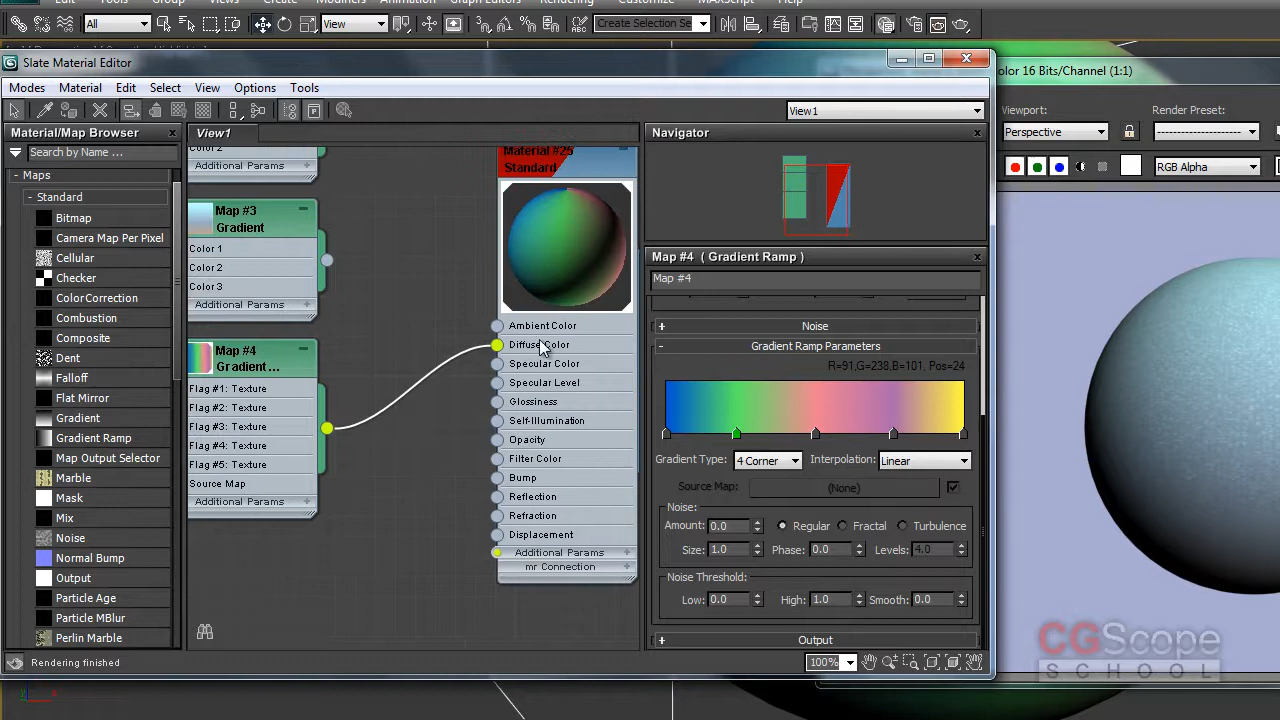 Create Selection Se
All
View
Slate Material Editor
olor 16 Bits/Channel (1:1)
Modes Material Edit Select View Options Tools
View1
Viewport:
Render Preset:
Perspective
RGB Alpha
Material/Map Browser
Search by Name ...
- Maps
- Standard
Bitmap
Camera Map Per Pixel
Cellular
Checker
ColorCorrection
Combustion
Composite
Dent
Falloff
Flat Mirror
Gradient
Gradient Ramp
Map Output Selector
Marble
Mask
Mix
Noise
Normal Bump
Output
Particle Age
Particle MBlur
Perlin Marble
Rendering finished
View1
Color 2
Additional Params +
Map #3
Gradient
Color 1
Color 2
Color 3
Additional Params +
Map #4
Gradient...
Flag #1: Texture
Flag #2: Texture
Flag #3: Texture
Flag #4: Texture
Flag #5: Texture
Source Map
Additional Params +
Material #25
Standard
Ambient Color
Diffuse Color
Specular Color
Specular Level
Glossiness
Self-Illumination
Opacity
Filter Color
Bump
Reflection
Refraction
Displacement
Additional Params +
mr Connection +
Navigator
Map #4 ( Gradient Ramp )
Map #4
+ Noise
- Gradient Ramp Parameters
R=91,G=238,B=101, Pos=24
Gradient Type: 4 Corner Interpolation: Linear
Source Map: (None)
Noise:
Amount: 0.0 Regular Fractal Turbulence
Size: 1.0 Phase: 0.0 Levels: 4.0
Noise Threshold:
Low: 0.0 High: 1.0 Smooth: 0.0
+ Output
100%
CGScope
SCHOOL